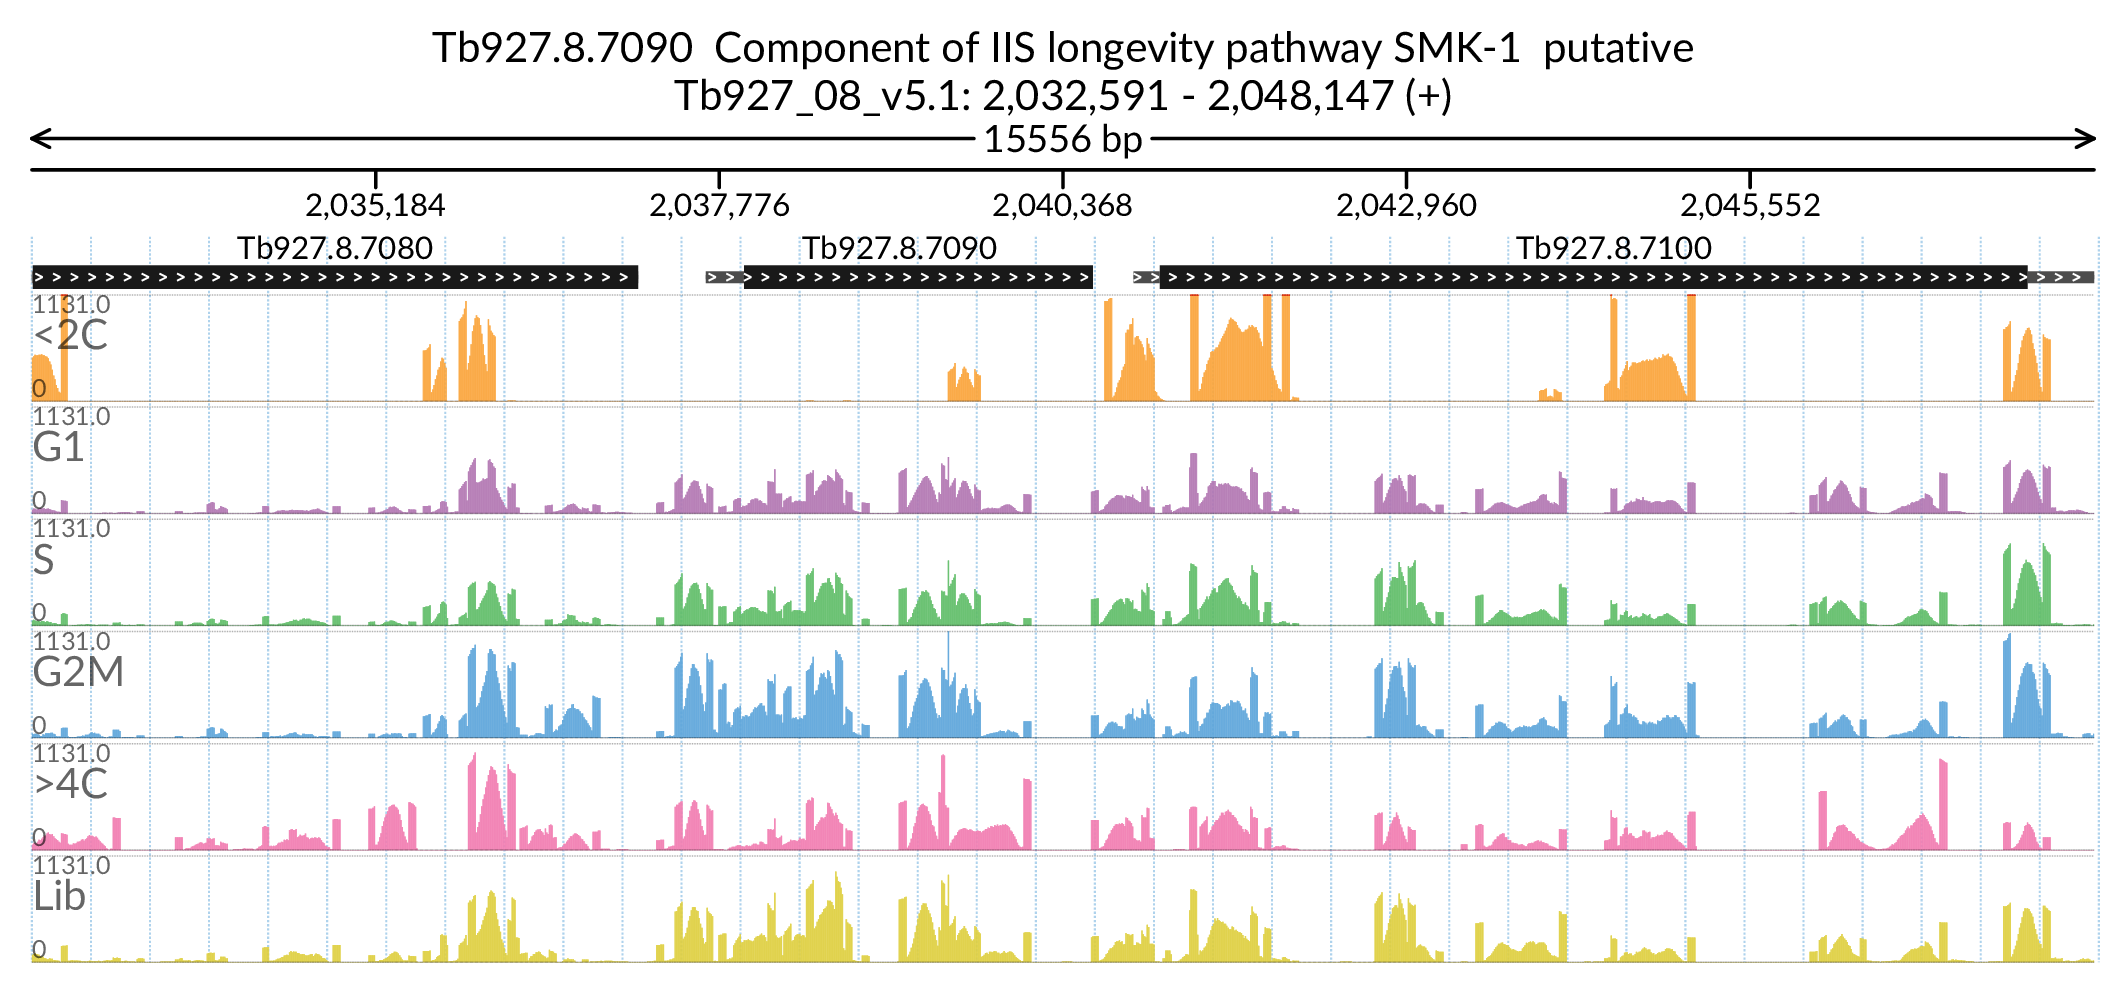 Tb927.8.7090  Component of IIS longevity pathway SMK-1  putative
Tb927_08_v5.1: 2,032,591 - 2,048,147 (+)
15556 bp
2,035,184 2,037,776 2,040,368 2,042,960 2,045,552
Tb927.8.7080 Tb927.8.7090 Tb927.8.7100
1131.0
<2C
0
1131.0
G1
0
1131.0
S
0
1131.0
G2M
0
1131.0
>4C
0
1131.0
Lib
0